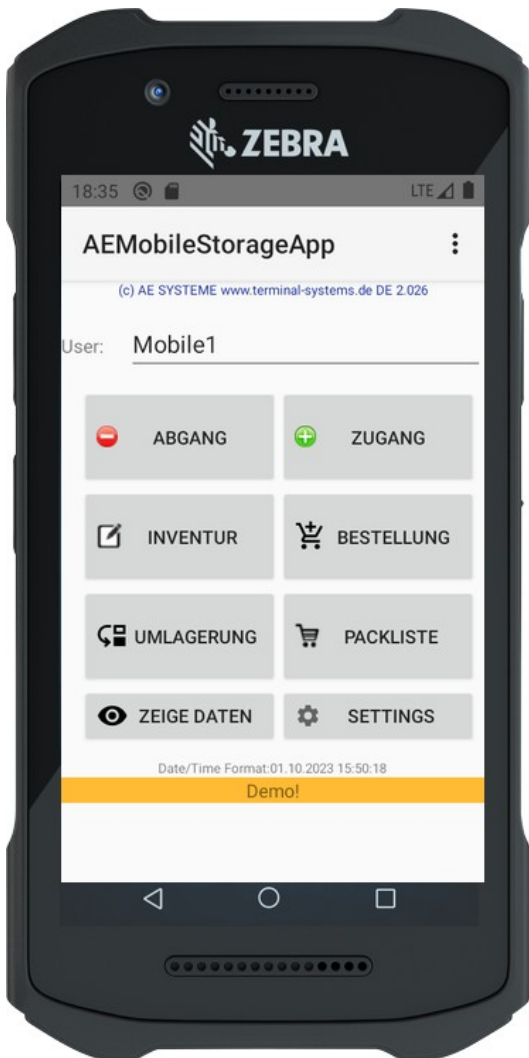 ZEBRA
18:35 LTE
AEMobileStorageApp
(c) AE SYSTEME www.terminal-systems.de DE 2.026
User: Mobile1
ABGANG ZUGANG
INVENTUR BESTELLUNG
UMLAGERUNG PACKLISTE
ZEIGE DATEN SETTINGS
Date/Time Format:01.10.2023 15:50:18
Demo!